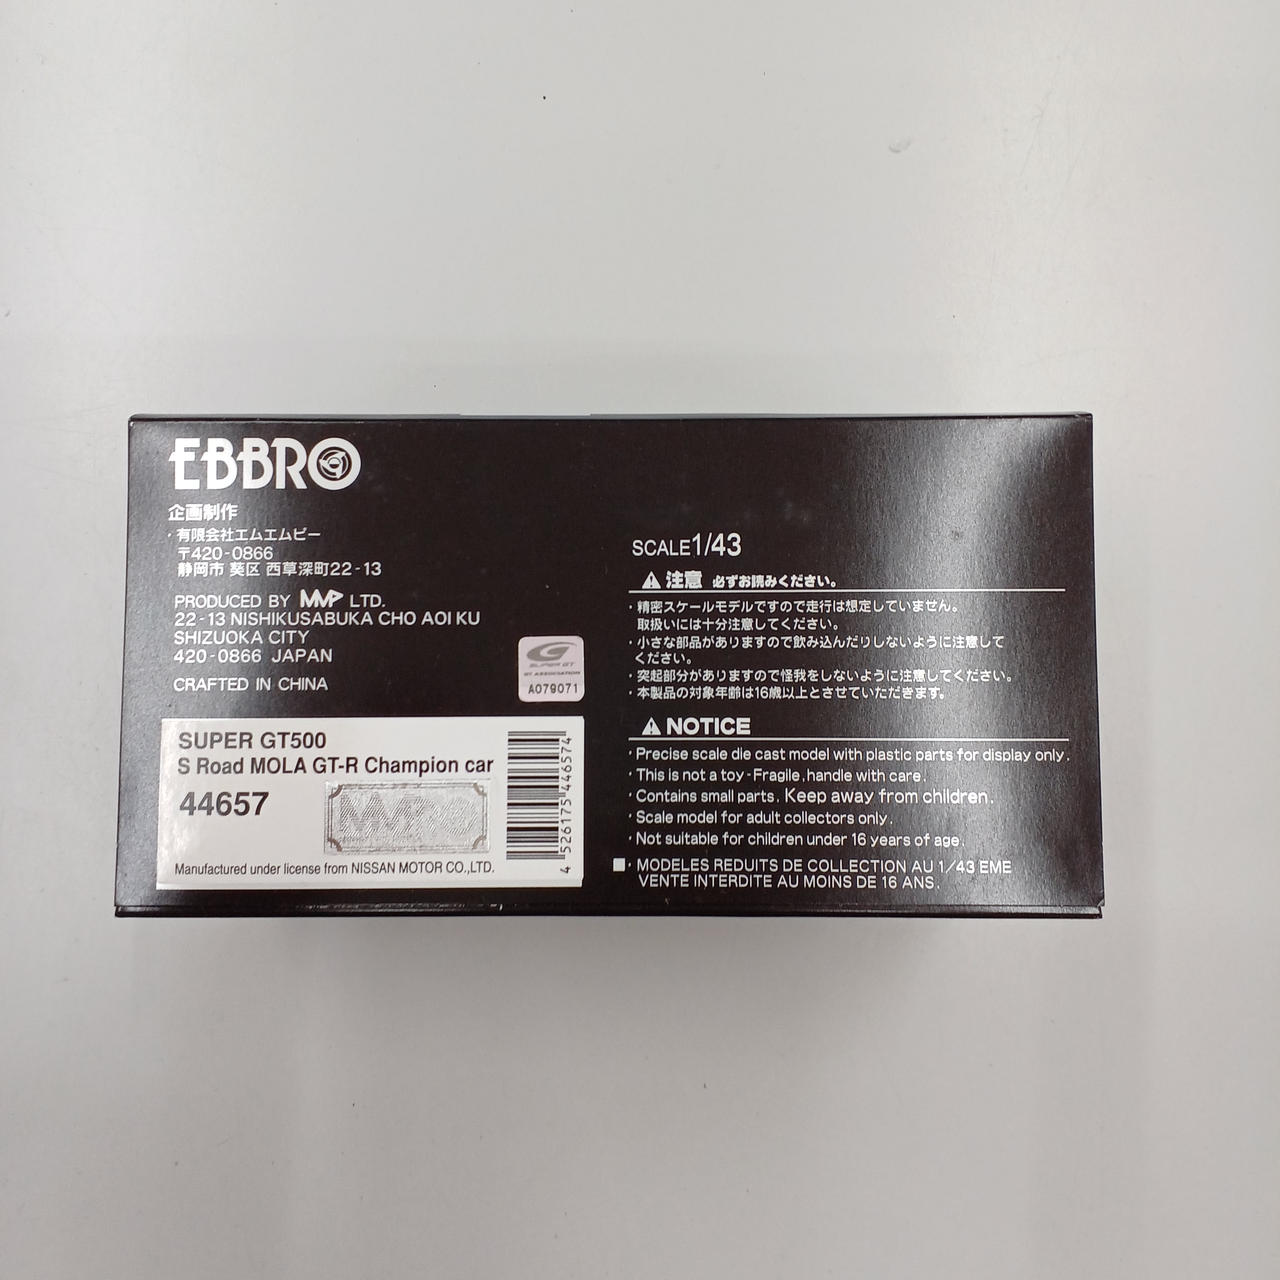 EBBRO
企画制作
・有限会社エムエムピー
〒420-0866
静岡市 葵区 西草深町22-13
PRODUCED BY MMP LTD.
22-13 NISHIKUSABUKA CHO AOI KU
SHIZUOKA CITY
420-0866 JAPAN
CRAFTED IN CHINA
SUPER GT
GT ASSOCIATION
A079071
SUPER GT500
S Road MOLA GT-R Champion car
44657
Manufactured under license from NISSAN MOTOR CO.,LTD.
4 526175 446574
SCALE1/43
注意 必ずお読みください。
・精密スケールモデルですので走行は想定していません。
取扱いには十分注意してください。
・小さな部品がありますので飲み込んだりしないように注意して
ください。
・突起部分がありますので怪我をしないように注意してください。
・本製品の対象年齢は16歳以上とさせていただきます。
NOTICE
・Precise scale die cast model with plastic parts for display only.
・This is not a toy-Fragile,handle with care.
・Contains small parts. Keep away from children.
・Scale model for adult collectors only.
・Not suitable for children under 16 years of age.
・MODELES REDUITS DE COLLECTION AU 1/43 EME
VENTE INTERDITE AU MOINS DE 16 ANS.